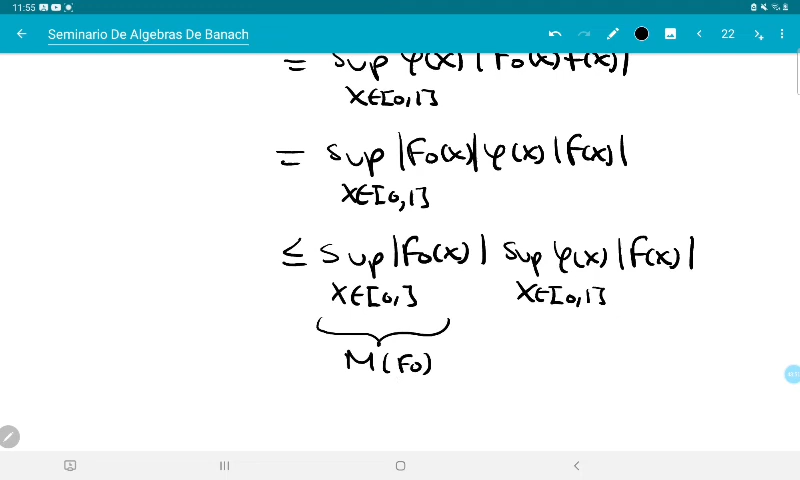 11:55
Seminario De Algebras De Banach
22
= sup φ(x) | f₀(x) f(x) |
x∈[0,1]
= sup |f₀(x)| φ(x) |f(x)|
x∈[0,1]
≤ sup |f₀(x)| sup φ(x) |f(x)|
x∈[0,] x∈[0,1]
M(f₀)